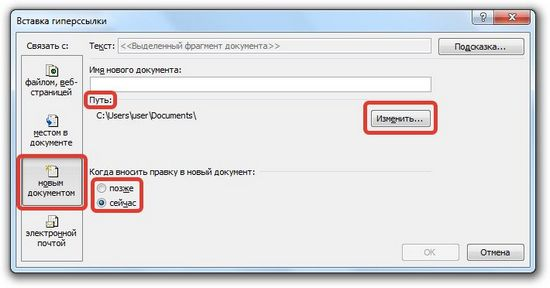 Вставка гиперссылки
Связать с:
Текст: <<Выделенный фрагмент документа>>
Подсказка...
файлом, веб-
страницей
Имя нового документа:
Путь:
C:\Users\user\Documents\
Изменить...
местом в
документе
новым
документом
Когда вносить правку в новый документ:
позже
сейчас
электронной
почтой
ОК
Отмена